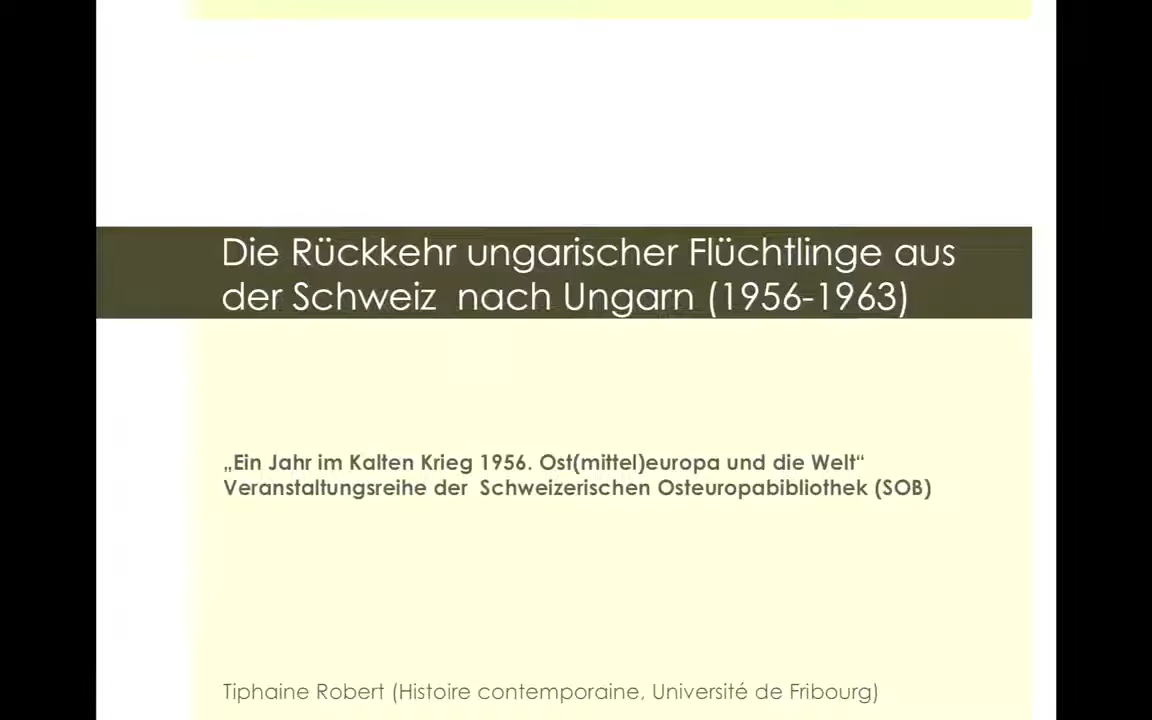 Die Rückkehr ungarischer Flüchtlinge aus
der Schweiz  nach Ungarn (1956-1963)
„Ein Jahr im Kalten Krieg 1956. Ost(mittel)europa und die Welt“
Veranstaltungsreihe der  Schweizerischen Osteuropabibliothek (SOB)
Tiphaine Robert (Histoire contemporaine, Université de Fribourg)